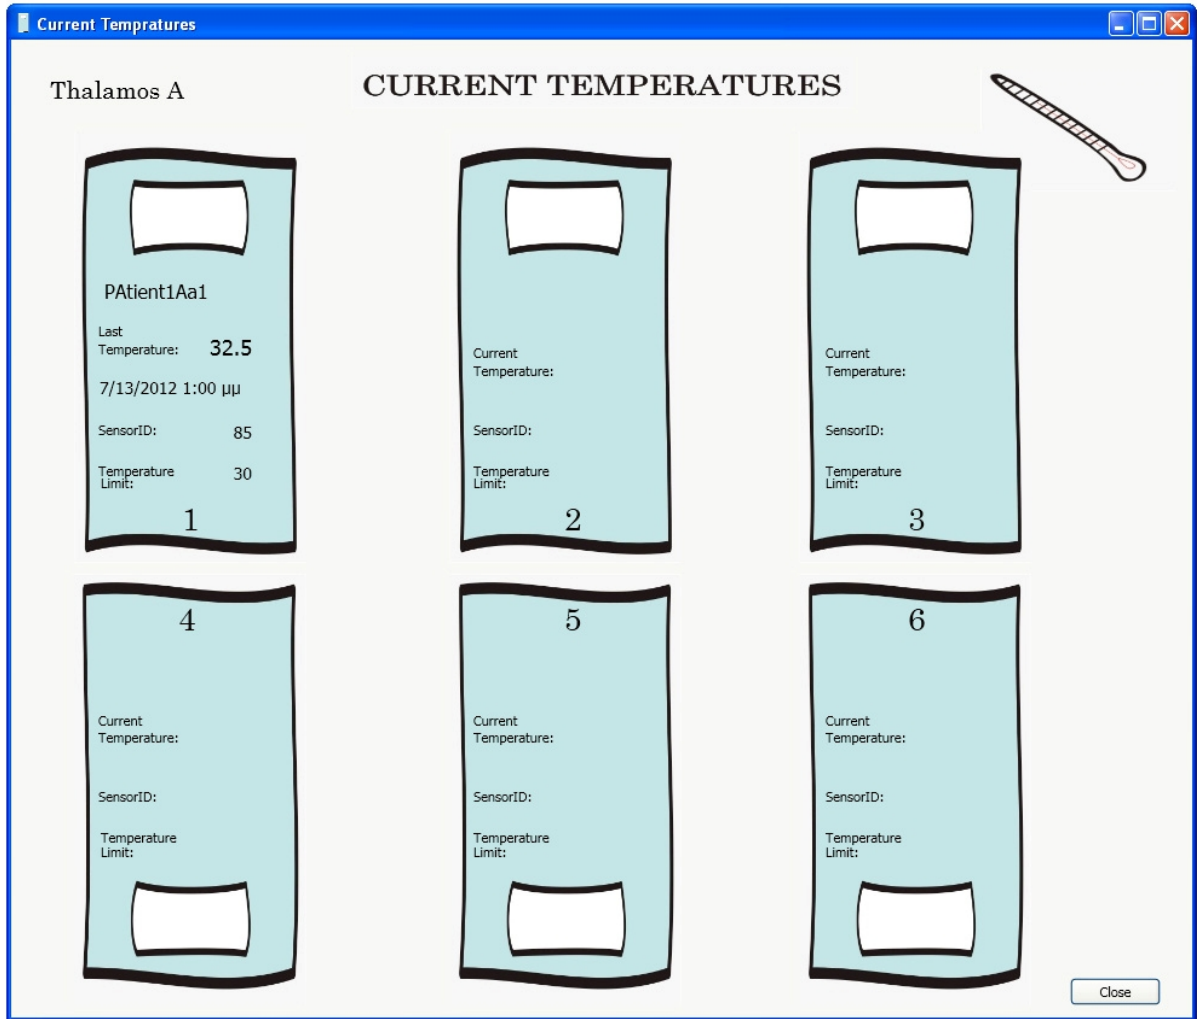 Current Tempratures
Thalamos A
CURRENT TEMPERATURES
PAtient1Aa1
Last
Temperature: 32.5
7/13/2012 1:00 μμ
SensorID: 85
Temperature
Limit: 30
1
Current
Temperature:
SensorID:
Temperature
Limit:
2
Current
Temperature:
SensorID:
Temperature
Limit:
3
4
Current
Temperature:
SensorID:
Temperature
Limit:
5
Current
Temperature:
SensorID:
Temperature
Limit:
6
Current
Temperature:
SensorID:
Temperature
Limit:
Close